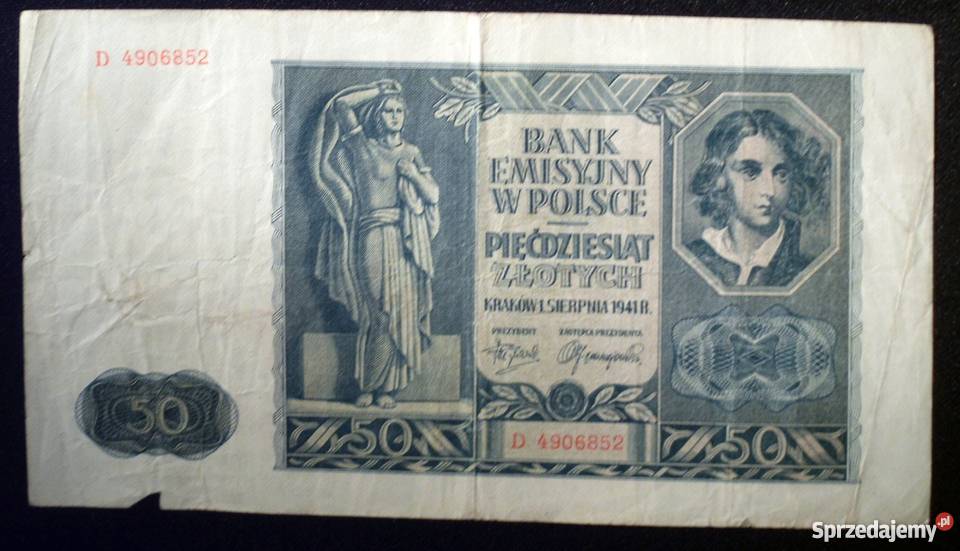 D 4906852
BANK
EMISYJNY
W POLSCE
PIĘĆDZIESIĄT
ZŁOTYCH
KRAKÓW 1. SIERPNIA 1941 R.
PREZYDENT ZASTĘPCA PREZYDENTA
50
50 D 4906852 50
Sprzedajemy.pl